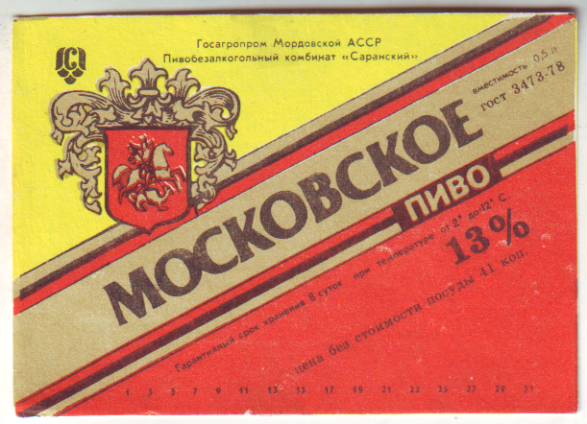 Госагропром Мордовской АССР
Пивобезалкогольный комбинат «Саранский»
вместимость 0,5 л
гост 3473-78
МОСКОВСКОЕ
ПИВО
13%
Гарантийный срок хранения 8 суток при температуре от 2° до 12° С.
цена без стоимости посуды 41 коп.
1 3 5 7 9 11 13 15 17 19 21 23 25 27 29 31